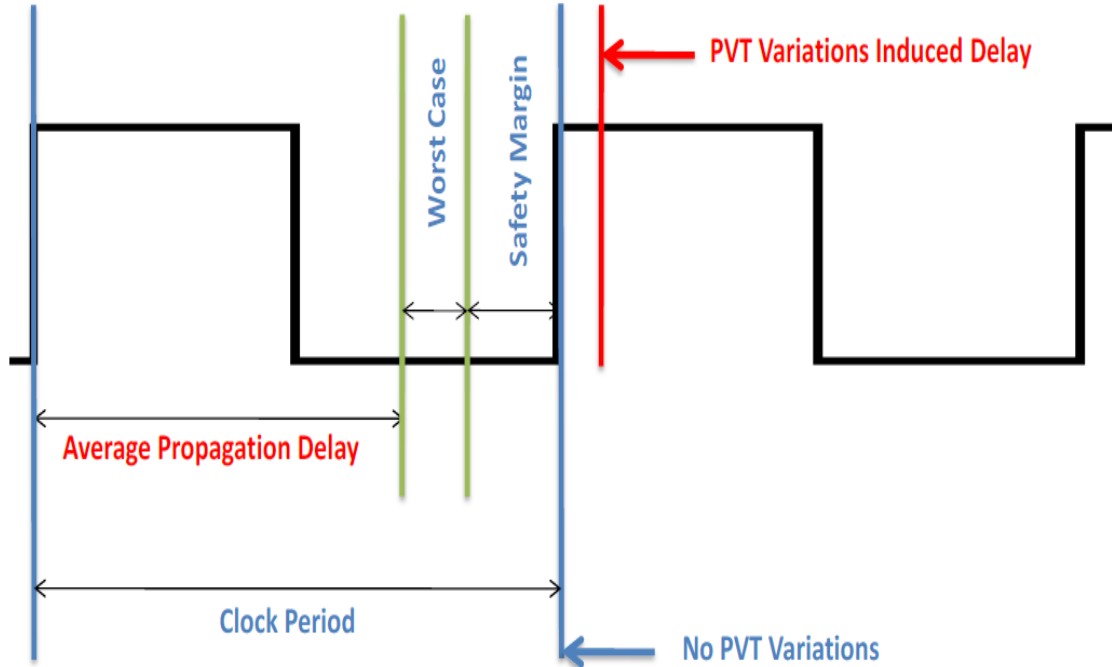 PVT Variations Induced Delay
Worst Case
Safety Margin
Average Propagation Delay
Clock Period
No PVT Variations